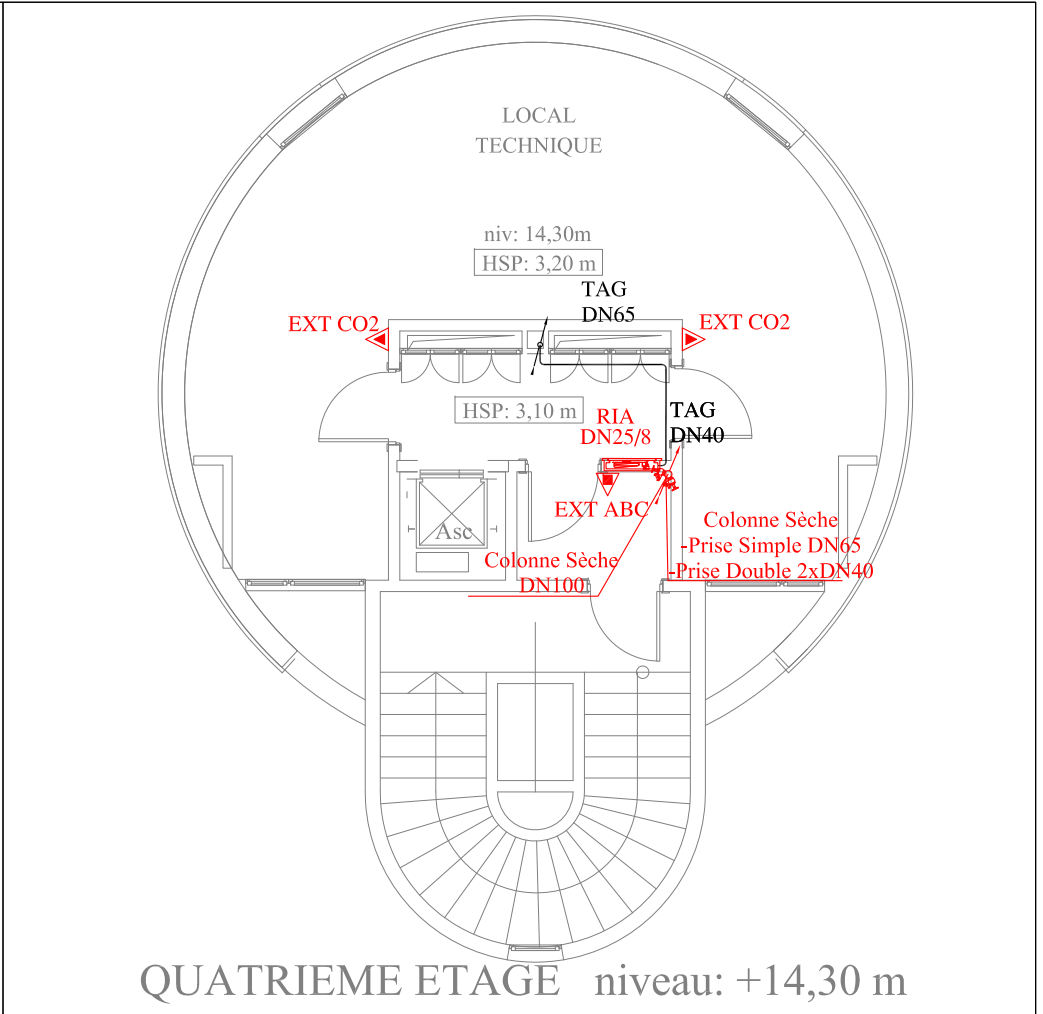 LOCAL
TECHNIQUE
niv: 14,30m
HSP: 3,20 m
TAG
DN65
EXT CO2
EXT CO2
HSP: 3,10 m
RIA
DN25/8
TAG
DN40
EXT ABC
Asc
Colonne Sèche
DN100
Colonne Sèche
-Prise Simple DN65
-Prise Double 2xDN40
QUATRIEME ETAGE niveau: +14,30 m